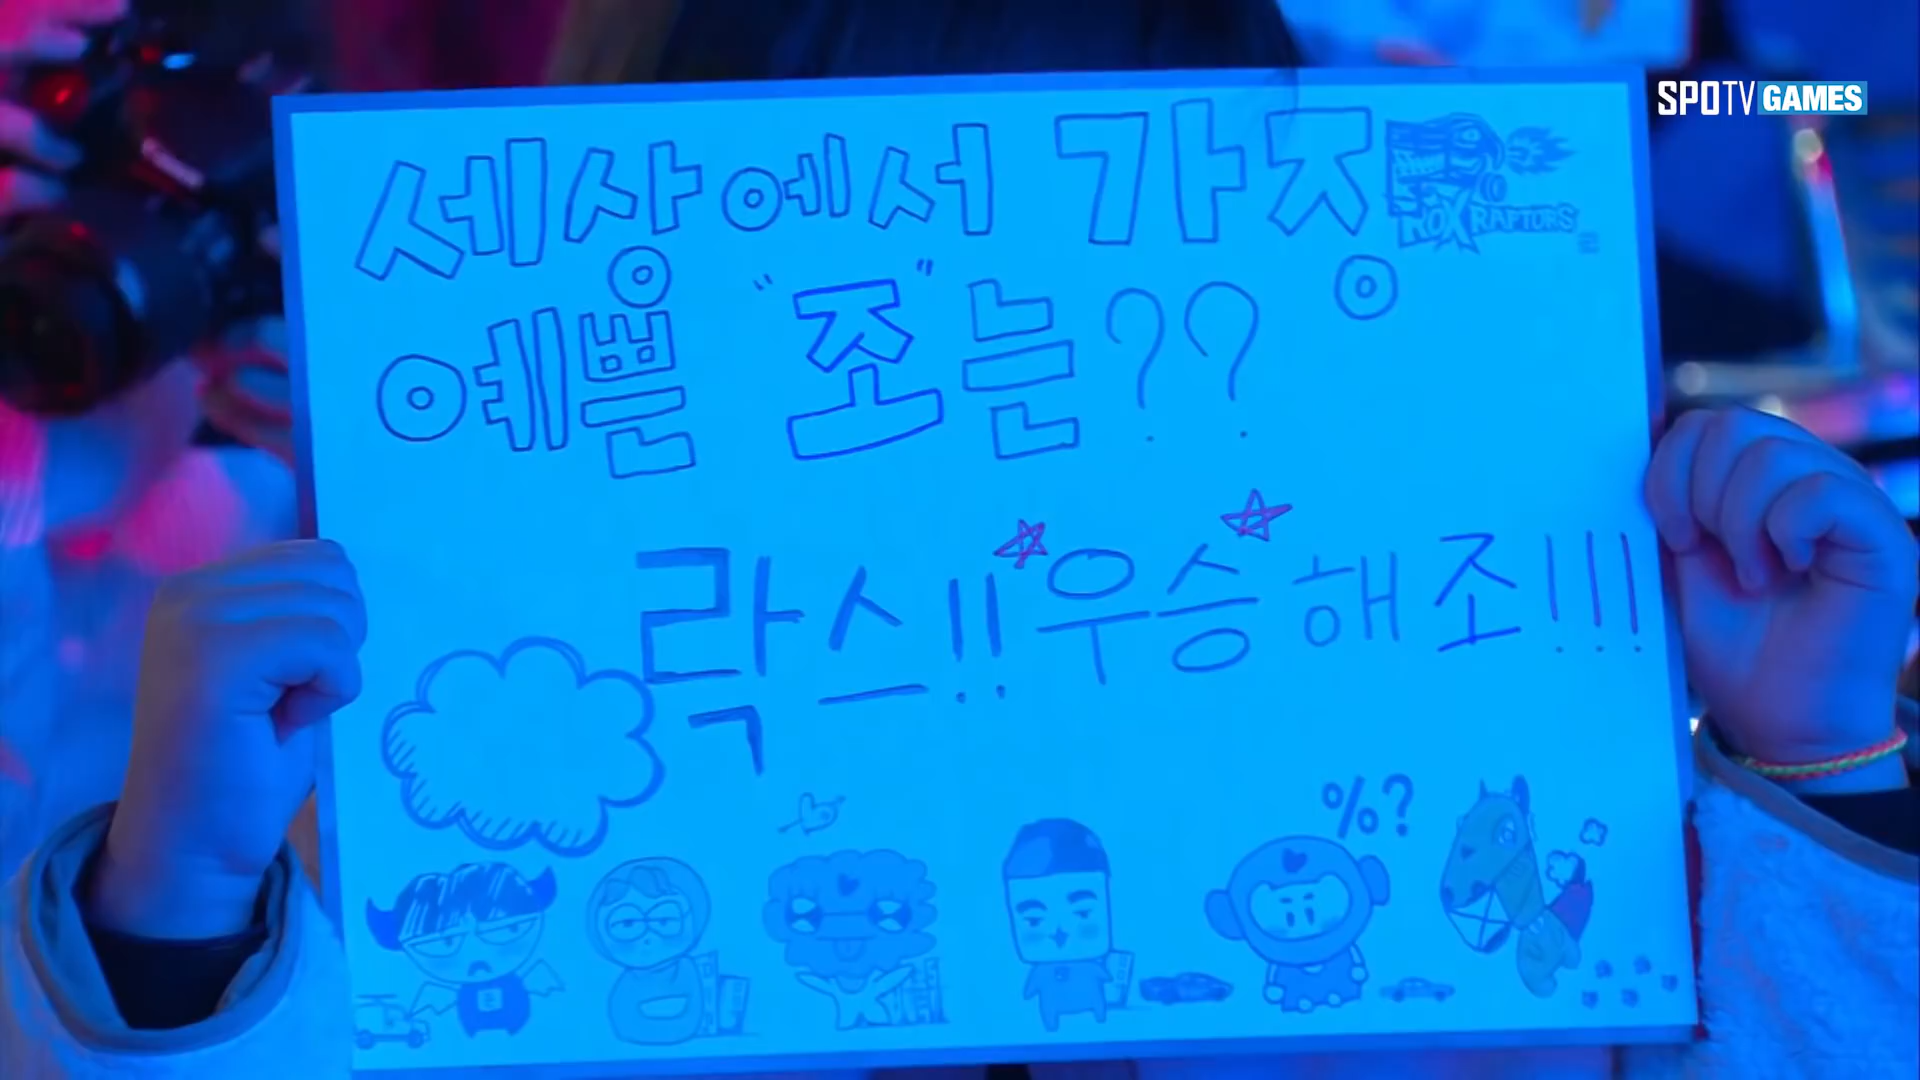 SPOTV GAMES
세상에서 가장
ROX RAPTORS
예쁜 "조"는??
락스!! 우승해조!!!
%?